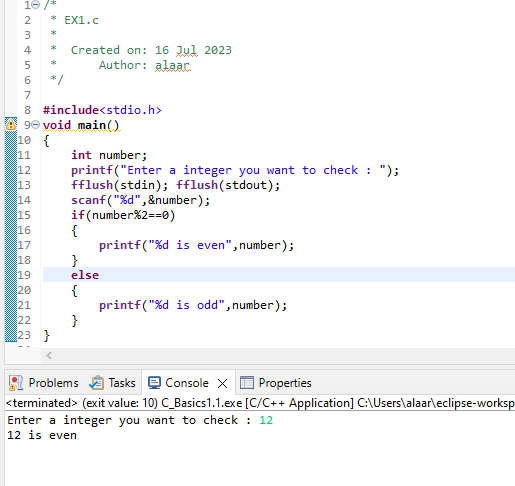 1 /*
2  * EX1.c
3  *
4  *  Created on: 16 Jul 2023
5  *      Author: alaar
6  */
7
8 #include<stdio.h>
9 void main()
10 {
11     int number;
12     printf("Enter a integer you want to check : ");
13     fflush(stdin); fflush(stdout);
14     scanf("%d",&number);
15     if(number%2==0)
16     {
17         printf("%d is even",number);
18     }
19     else
20     {
21         printf("%d is odd",number);
22     }
23 }
Problems Tasks Console Properties
<terminated> (exit value: 10) C_Basics1.1.exe [C/C++ Application] C:\Users\alaar\eclipse-worksp
Enter a integer you want to check : 12
12 is even